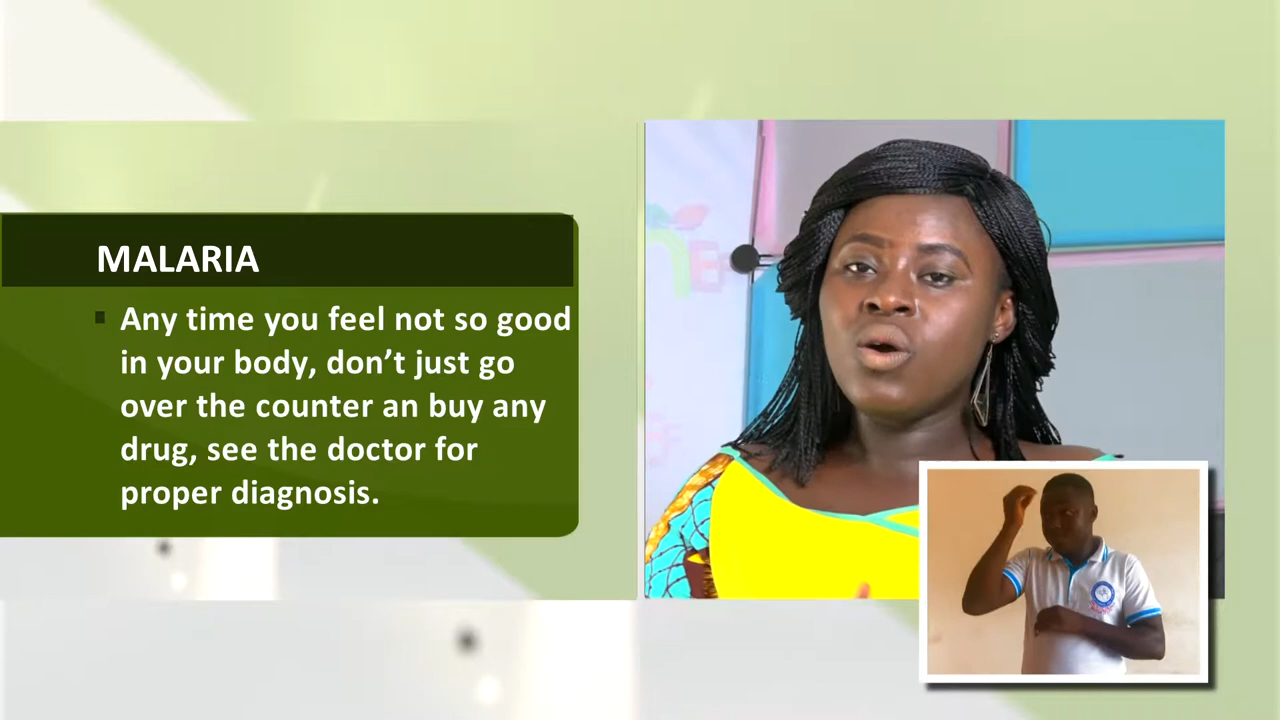 MALARIA
▪ Any time you feel not so good
in your body, don’t just go
over the counter an buy any
drug, see the doctor for
proper diagnosis.